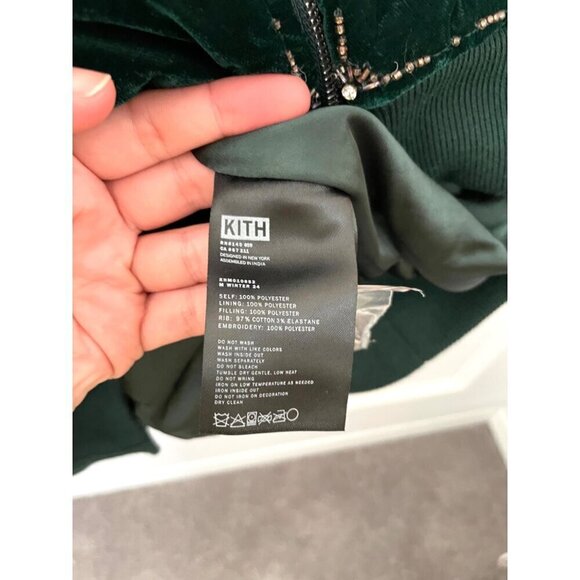 KITH
CA #67 211
DESIGNED IN NEW YORK
ASSEMBLED IN INDIA
M WINTER 24
SELF: 100% POLYESTER
LINING: 100% POLYESTER
FILLING: 100% POLYESTER
RIB: 97% COTTON 3% ELASTANE
EMBROIDERY: 100% POLYESTER
DO NOT WASH
WASH WITH LIKE COLORS
WASH INSIDE OUT
WASH SEPARATELY
DO NOT BLEACH
TUMBLE DRY GENTLE, LOW HEAT
DO NOT WRING
IRON ON LOW TEMPERATURE AS NEEDED
DO NOT IRON ON DECORATION
DRY CLEAN